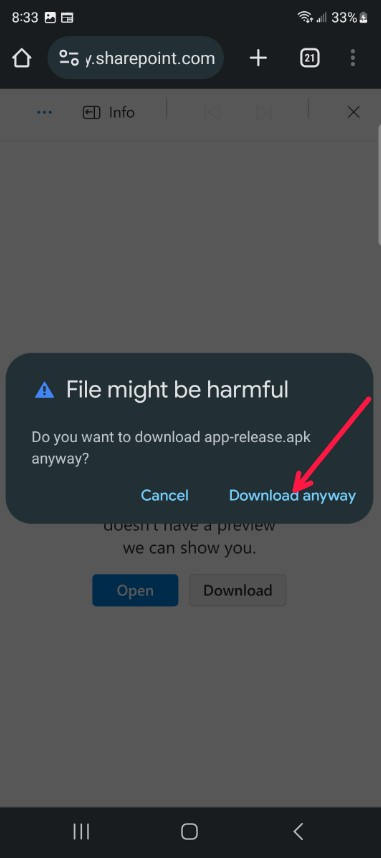 8:33
33%
y.sharepoint.com
21
Info
File might be harmful
Do you want to download app-release.apk
anyway?
Cancel Download anyway
doesn't have a preview
we can show you.
Open Download